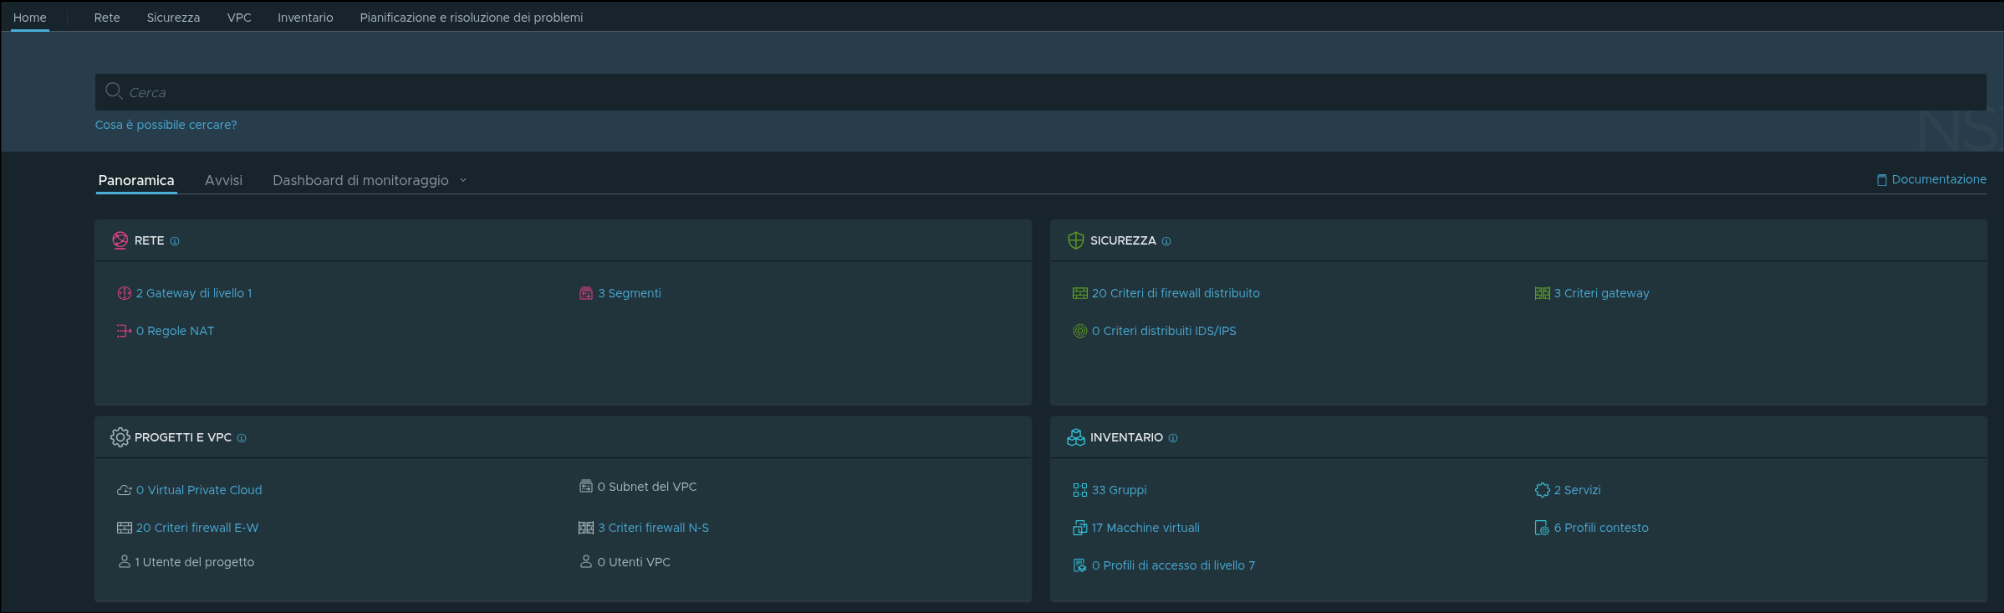 Home Rete Sicurezza VPC Inventario Pianificazione e risoluzione dei problemi
Cerca
Cosa è possibile cercare?
NS
Panoramica Avvisi Dashboard di monitoraggio Documentazione
RETE
2 Gateway di livello 1 3 Segmenti
0 Regole NAT
SICUREZZA
20 Criteri di firewall distribuito 3 Criteri gateway
0 Criteri distribuiti IDS/IPS
PROGETTI E VPC
0 Virtual Private Cloud 0 Subnet del VPC
20 Criteri firewall E-W 3 Criteri firewall N-S
1 Utente del progetto 0 Utenti VPC
INVENTARIO
33 Gruppi 2 Servizi
17 Macchine virtuali 6 Profili contesto
0 Profili di accesso di livello 7